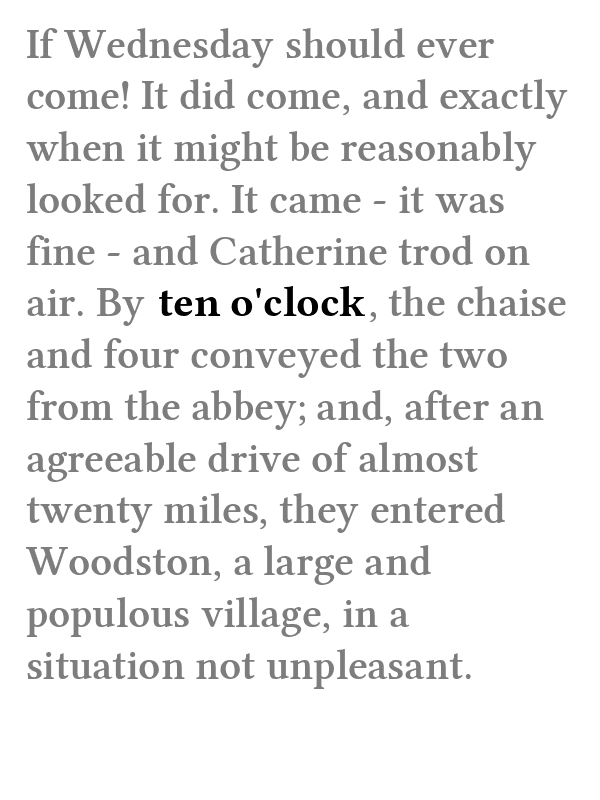 If Wednesday should ever
come! It did come, and exactly
when it might be reasonably
looked for. It came - it was
fine - and Catherine trod on
air. By ten o'clock, the chaise
and four conveyed the two
from the abbey; and, after an
agreeable drive of almost
twenty miles, they entered
Woodston, a large and
populous village, in a
situation not unpleasant.